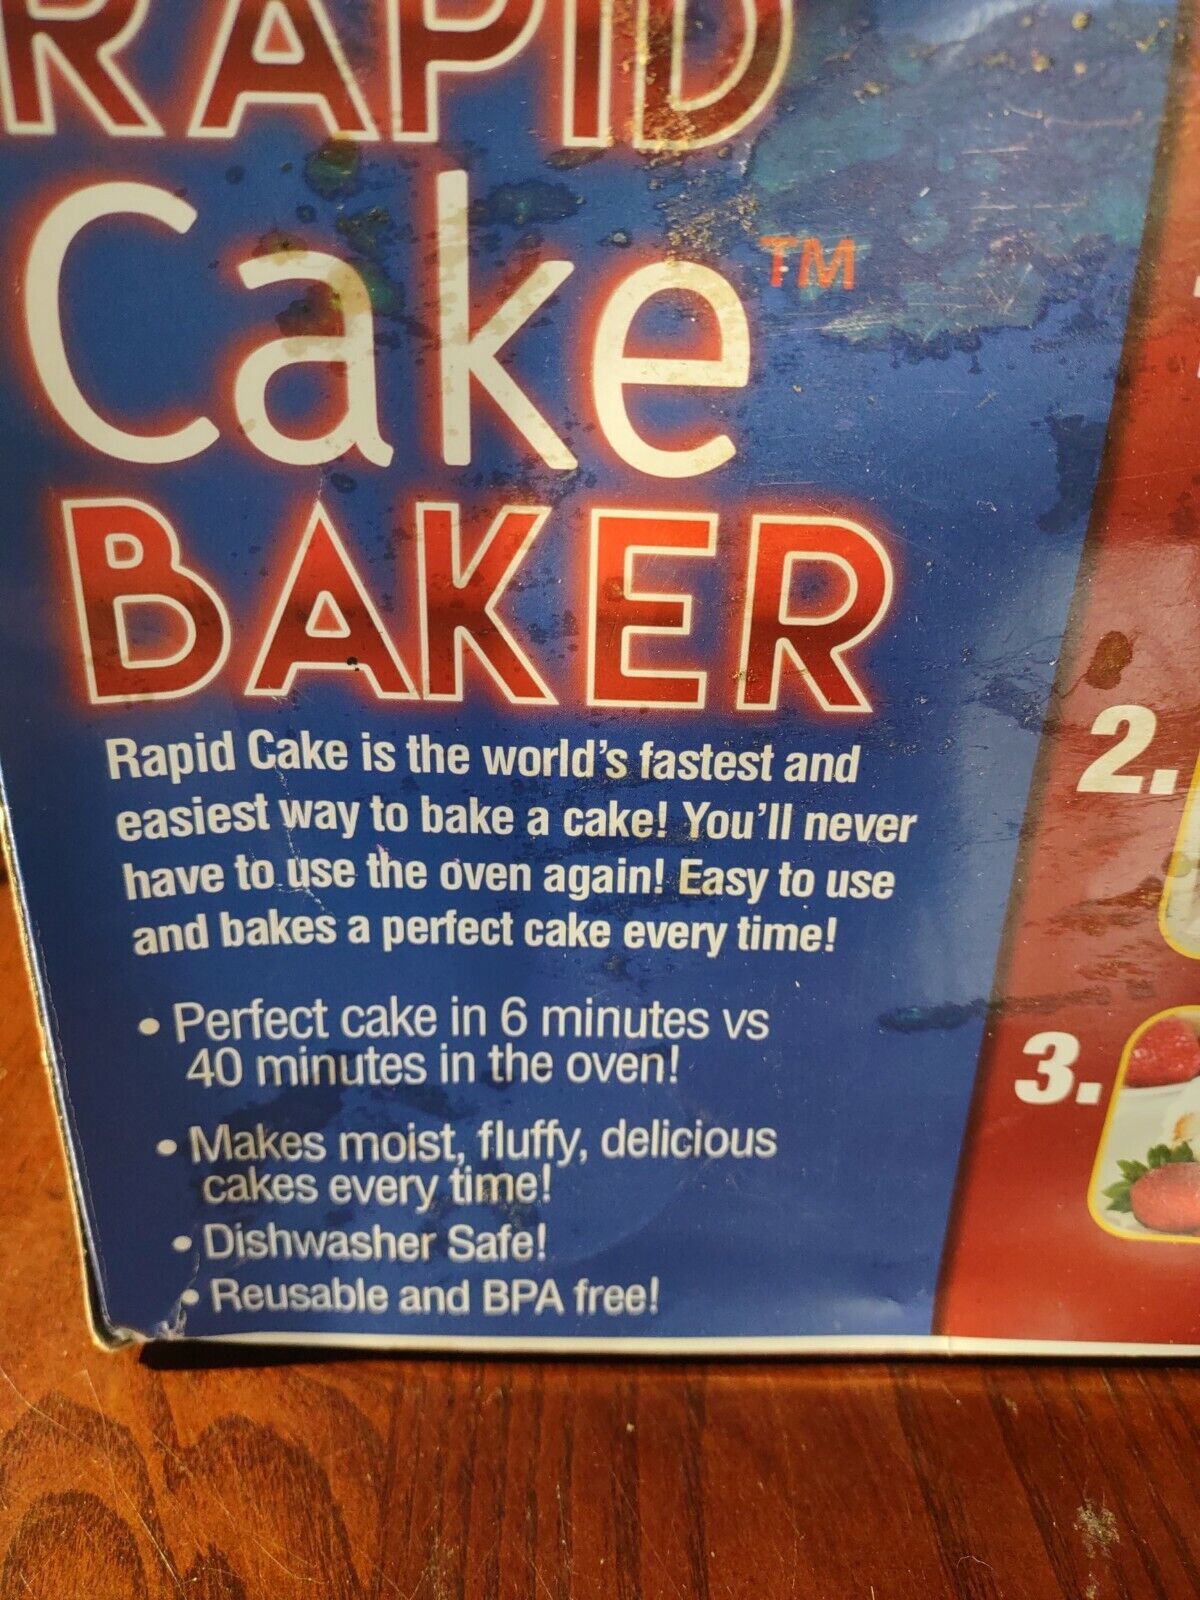 RAPID
Cake™
BAKER
Rapid Cake is the world's fastest and
easiest way to bake a cake! You'll never
have to use the oven again! Easy to use
and bakes a perfect cake every time!
• Perfect cake in 6 minutes vs
40 minutes in the oven!
• Makes moist, fluffy, delicious
cakes every time!
• Dishwasher Safe!
• Reusable and BPA free!
2.
3.